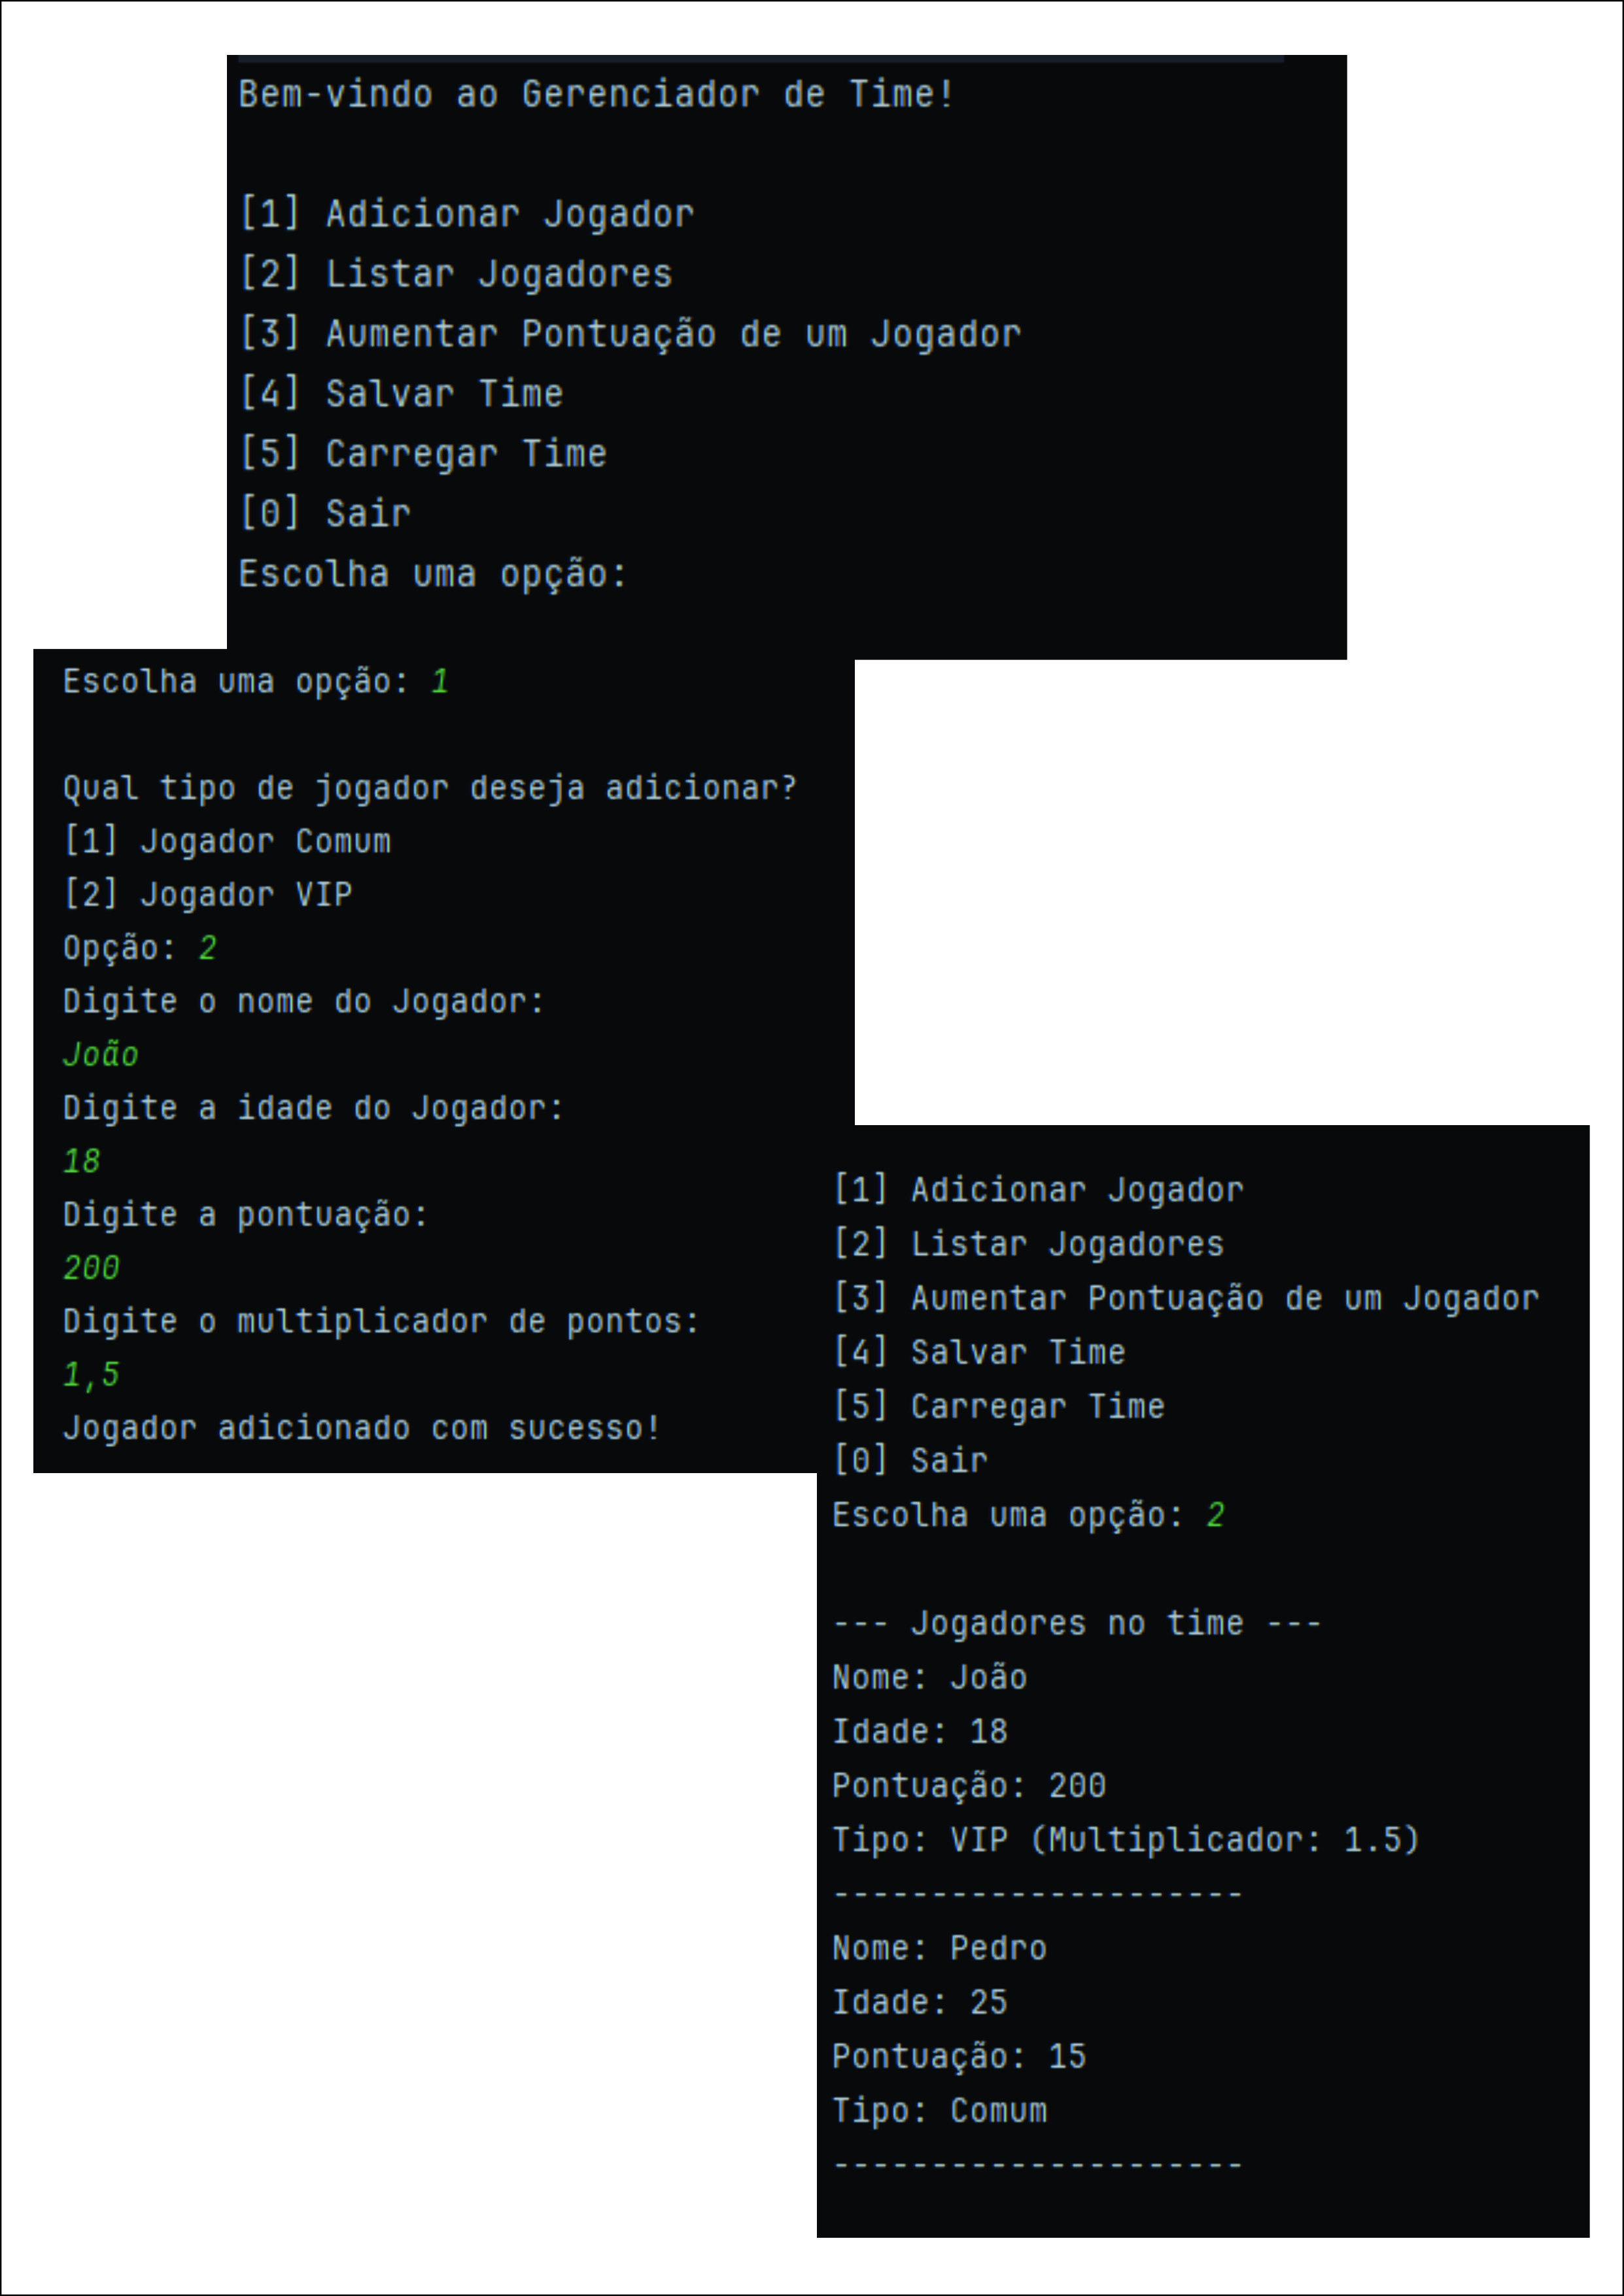 Bem-vindo ao Gerenciador de Time!
[1] Adicionar Jogador
[2] Listar Jogadores
[3] Aumentar Pontuação de um Jogador
[4] Salvar Time
[5] Carregar Time
[0] Sair
Escolha uma opção:
Escolha uma opção: 1
Qual tipo de jogador deseja adicionar?
[1] Jogador Comum
[2] Jogador VIP
Opção: 2
Digite o nome do Jogador:
João
Digite a idade do Jogador:
18
Digite a pontuação:
200
Digite o multiplicador de pontos:
1,5
Jogador adicionado com sucesso!
[1] Adicionar Jogador
[2] Listar Jogadores
[3] Aumentar Pontuação de um Jogador
[4] Salvar Time
[5] Carregar Time
[0] Sair
Escolha uma opção: 2
--- Jogadores no time ---
Nome: João
Idade: 18
Pontuação: 200
Tipo: VIP (Multiplicador: 1.5)
---------------------
Nome: Pedro
Idade: 25
Pontuação: 15
Tipo: Comum
---------------------